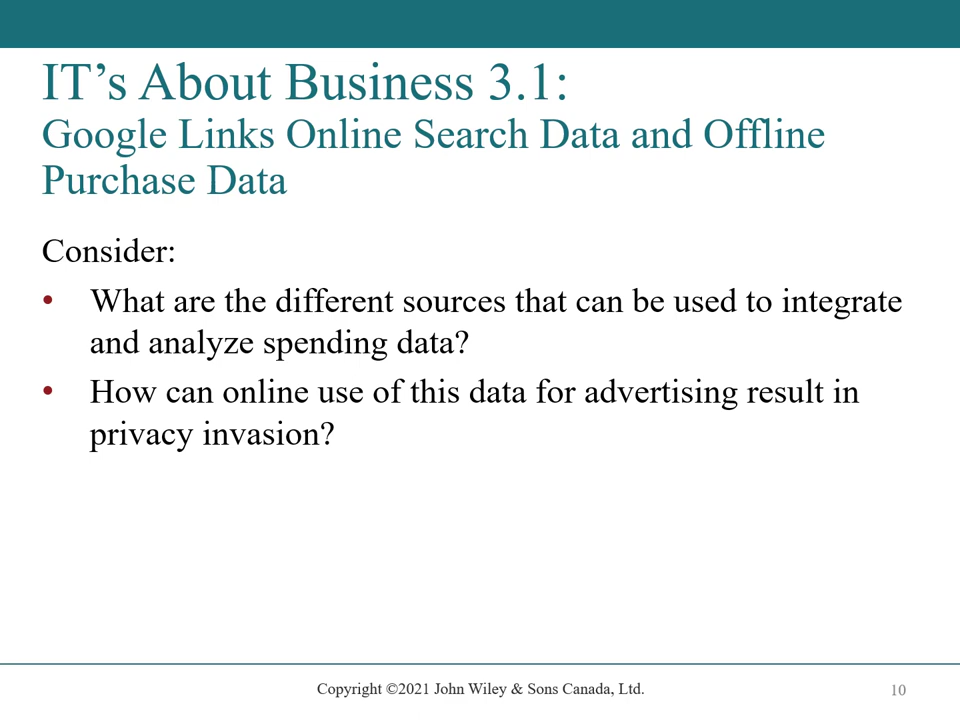 IT’s About Business 3.1:
Google Links Online Search Data and Offline
Purchase Data
Consider:
• What are the different sources that can be used to integrate
and analyze spending data?
• How can online use of this data for advertising result in
privacy invasion?
Copyright ©2021 John Wiley & Sons Canada, Ltd.
10